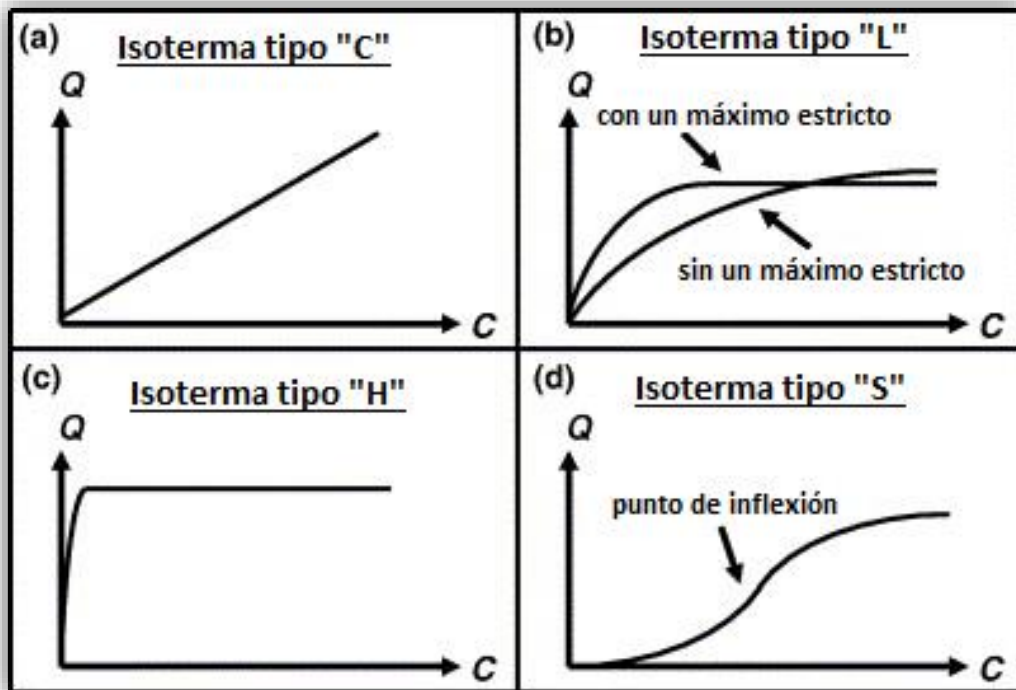 (a) Isoterma tipo "C"
Q
C
(b) Isoterma tipo "L"
Q
con un máximo estricto
sin un máximo estricto
C
(c) Isoterma tipo "H"
Q
C
(d) Isoterma tipo "S"
Q
punto de inflexión
C